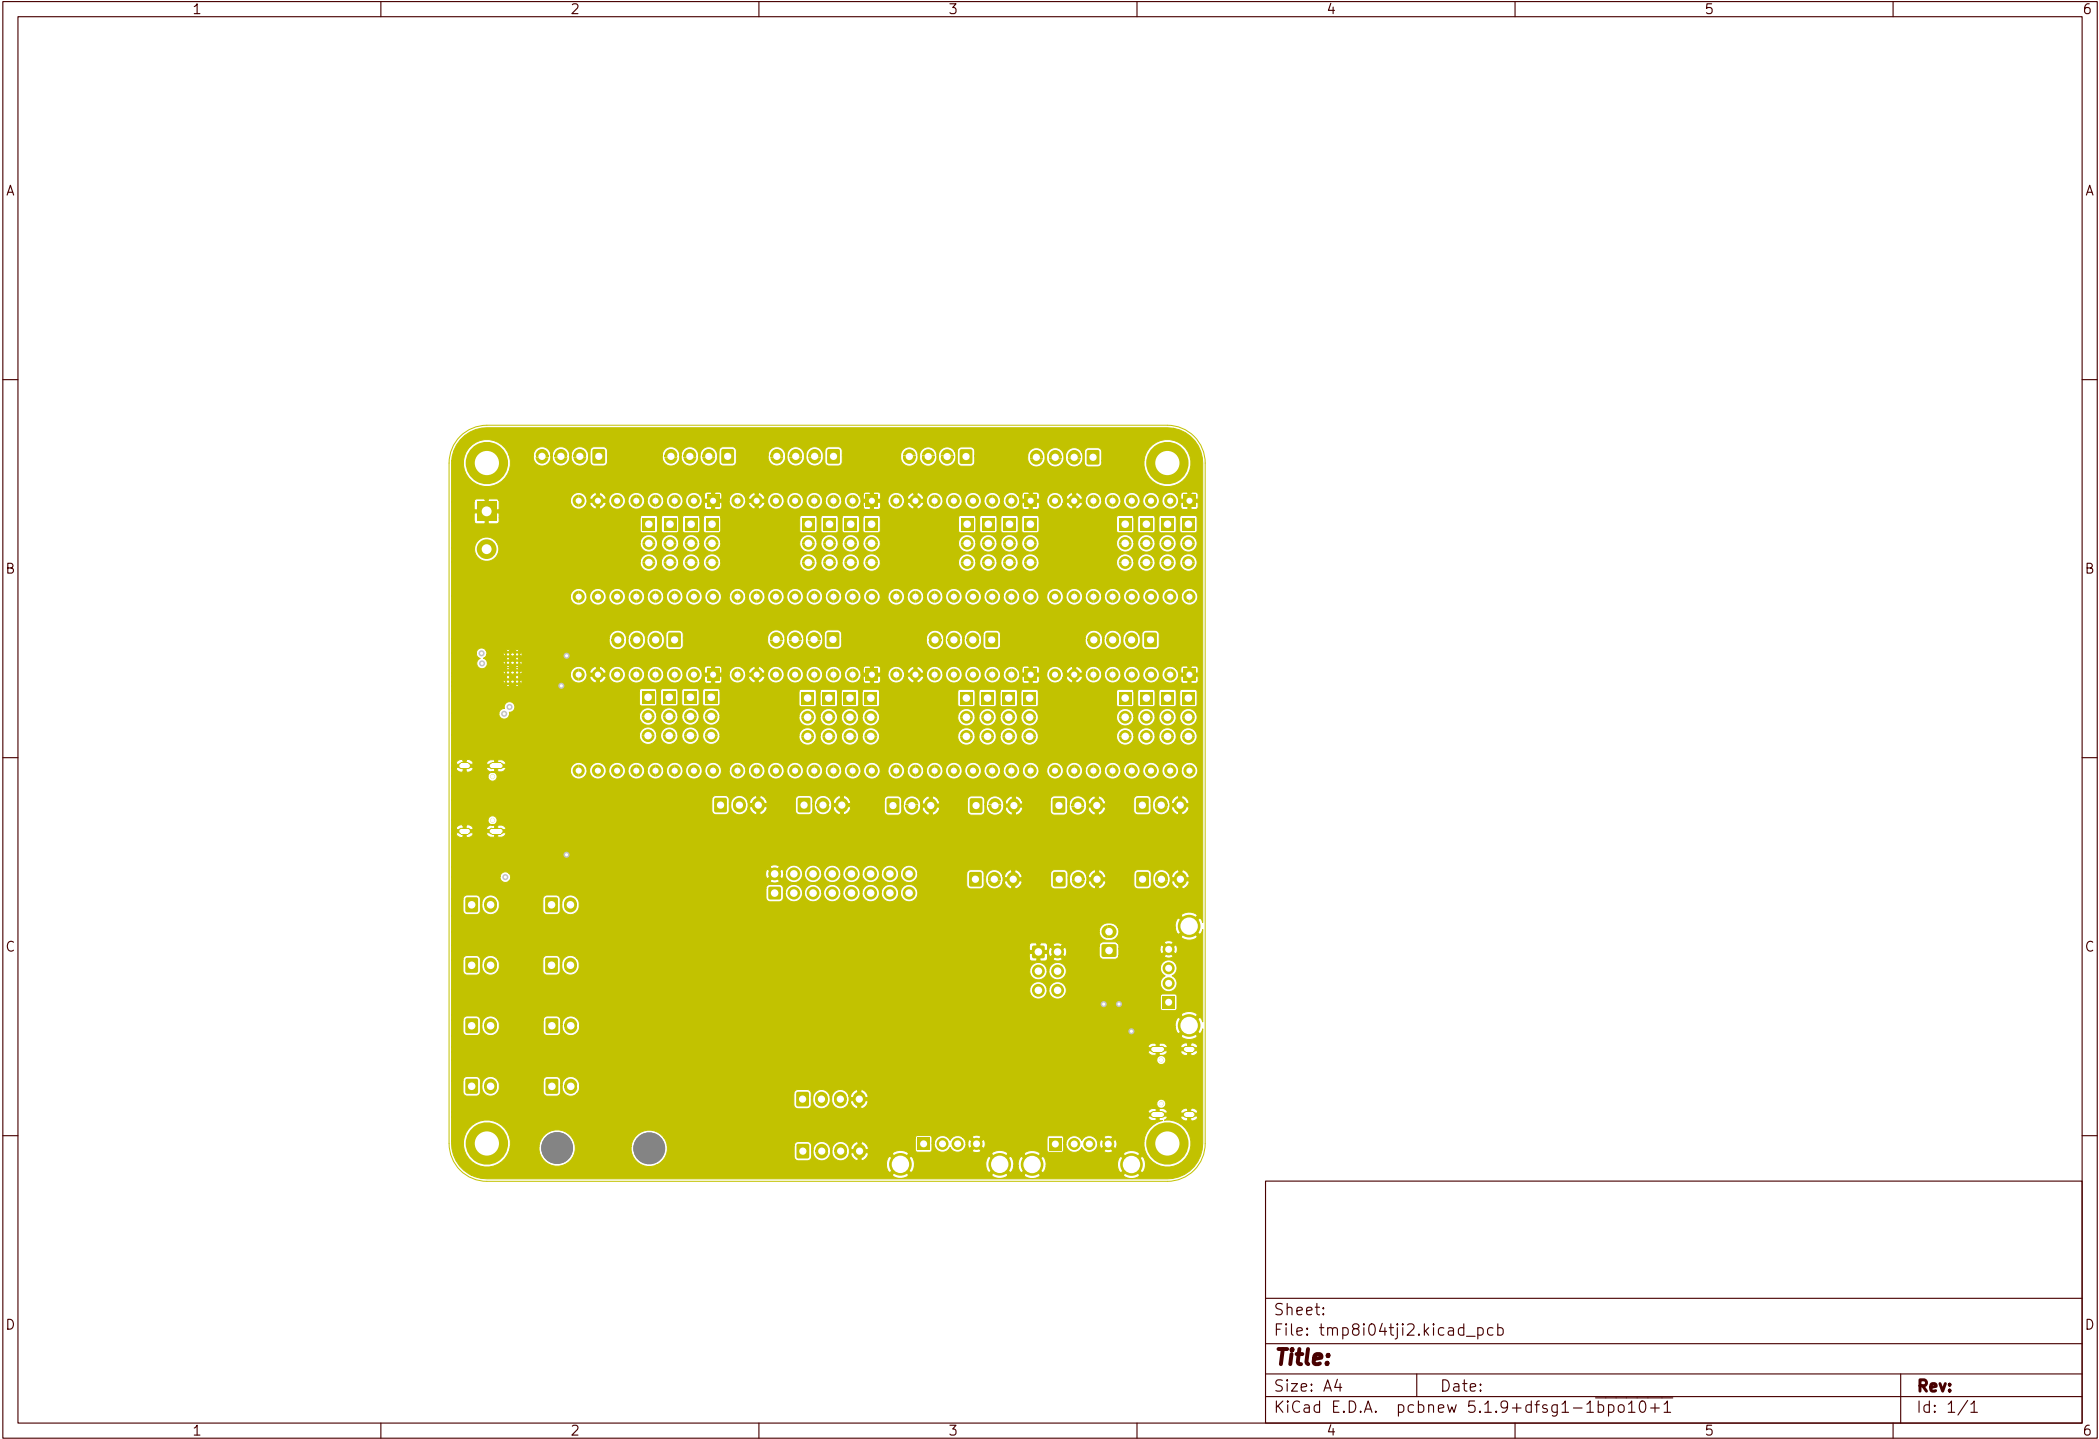 1 2 3 4 5 6
A A
B B
C C
D D
Sheet:
File: tmp8i04tji2.kicad_pcb
Title:
Size: A4 Date: Rev:
KiCad E.D.A. pcbnew 5.1.9+dfsg1-1bpo10+1 Id: 1/1
1 2 3 4 5 6